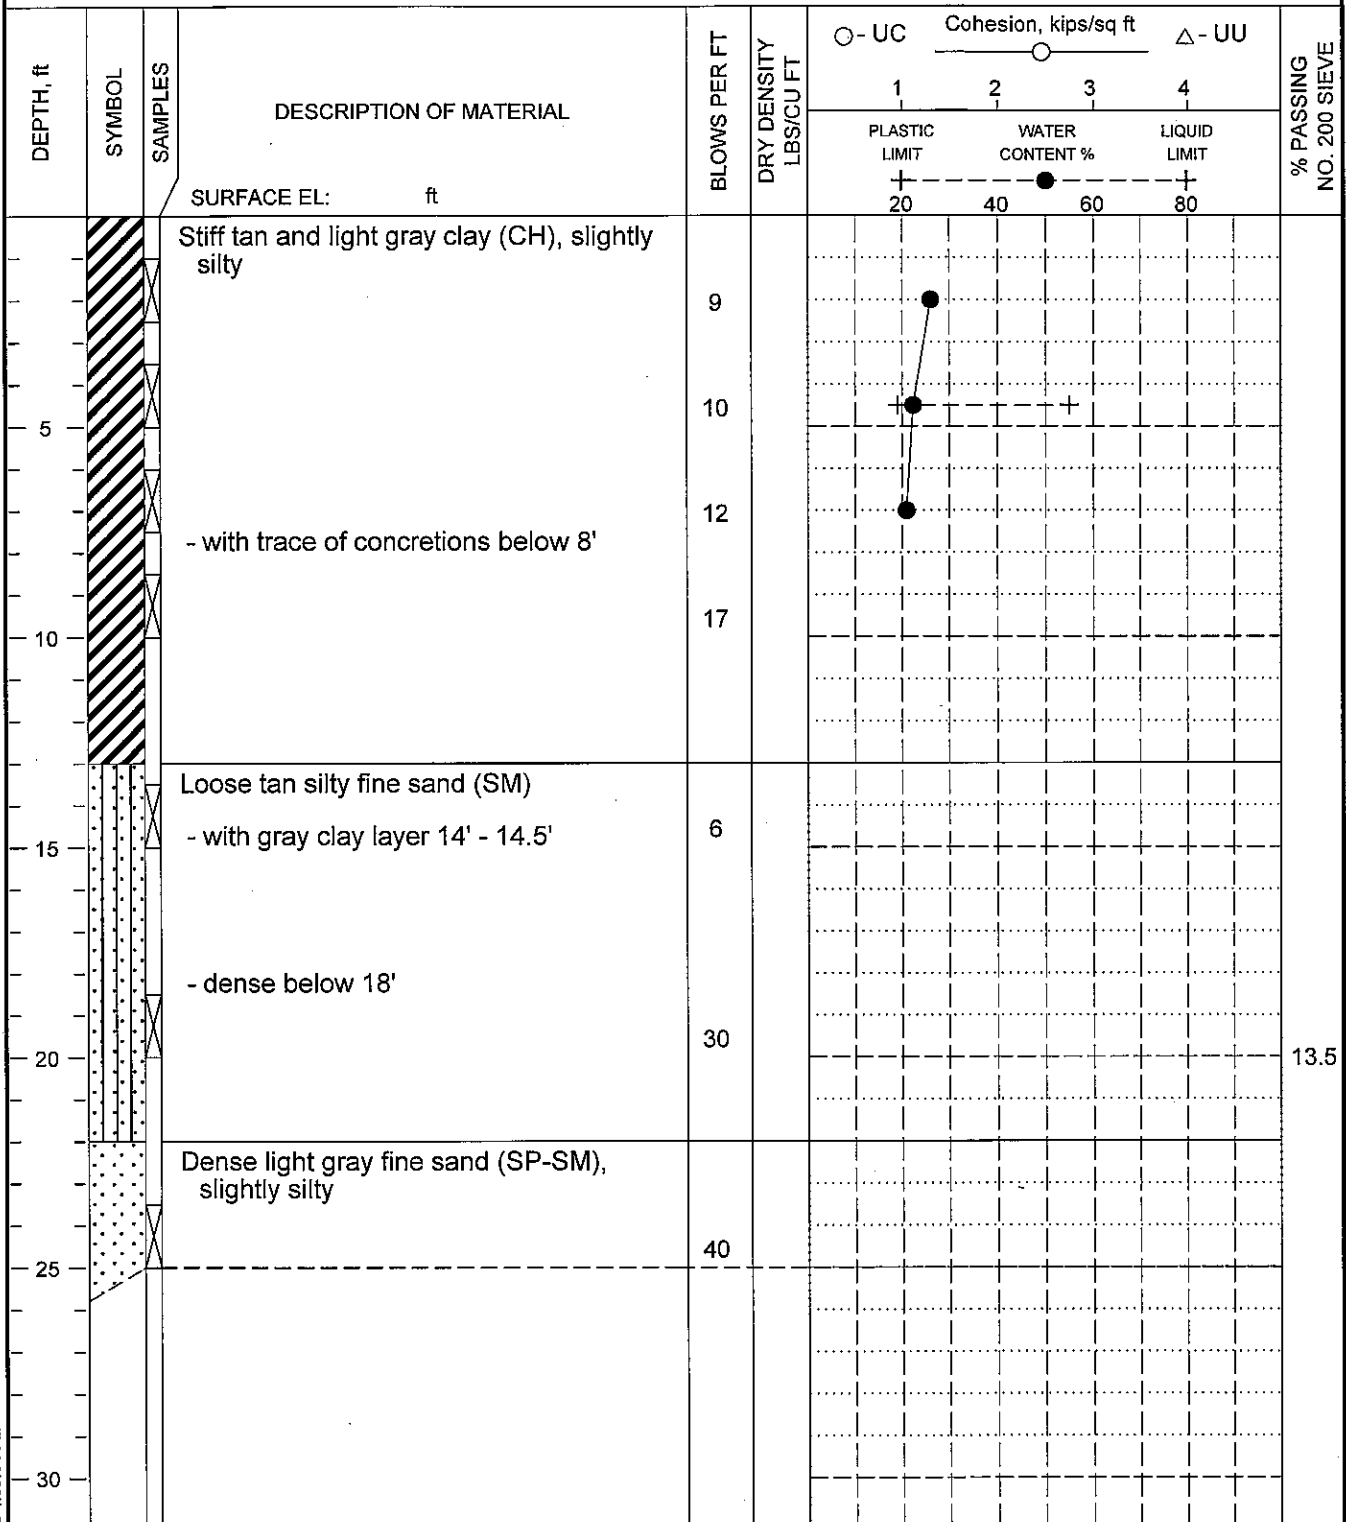 DEPTH, ft
SYMBOL
SAMPLES
DESCRIPTION OF MATERIAL
SURFACE EL: ft
BLOWS PER FT
DRY DENSITY
LBS/CU FT
○ - UC
Cohesion, kips/sq ft
△ - UU
1 2 3 4
PLASTIC WATER LIQUID
LIMIT CONTENT % LIMIT
20 40 60 80
% PASSING
NO. 200 SIEVE
Stiff tan and light gray clay (CH), slightly
silty
9
10
5
12
- with trace of concretions below 8'
17
10
Loose tan silty fine sand (SM)
6
- with gray clay layer 14' - 14.5'
15
- dense below 18'
30
20
13.5
Dense light gray fine sand (SP-SM),
slightly silty
40
25
30